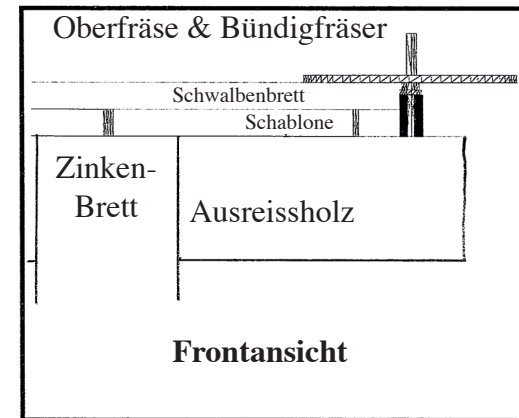 Oberfräse & Bündigfräser
Schwalbenbrett
Schablone
Zinken-
Brett
Ausreissholz
Frontansicht